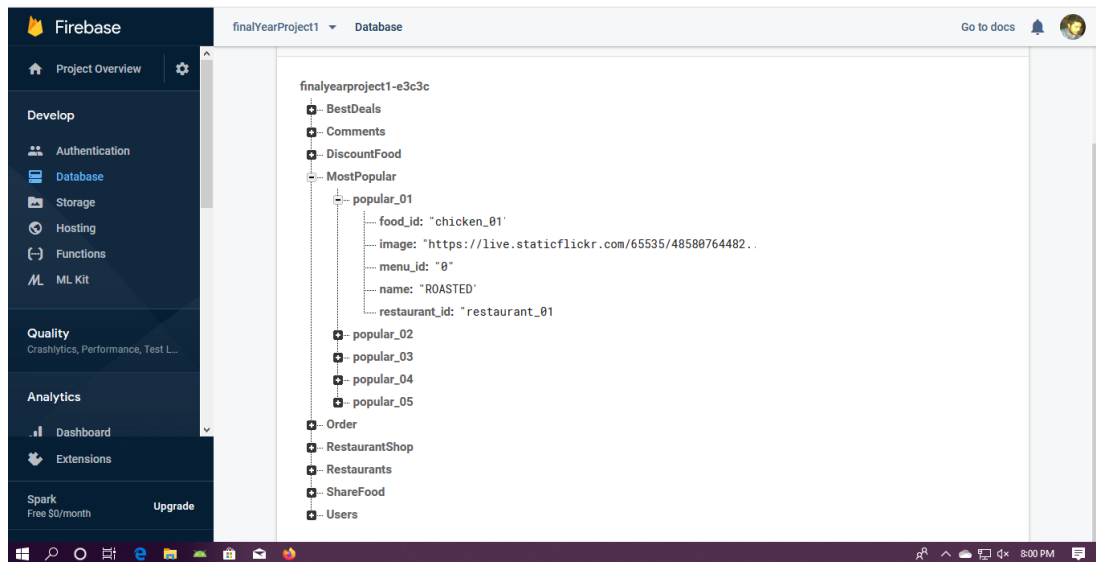 Firebase
finalYearProject1 Database Go to docs
Project Overview
Develop
Authentication
Database
Storage
Hosting
Functions
ML Kit
Quality
Crashlytics, Performance, Test L...
Analytics
Dashboard
Extensions
Spark
Free $0/month
Upgrade
finalyearproject1-e3c3c
BestDeals
Comments
DiscountFood
MostPopular
popular_01
food_id: "chicken_01'
image: "https://live.staticflickr.com/65535/48580764482..
menu_id: "0"
name: "ROASTED'
restaurant_id: "restaurant_01
popular_02
popular_03
popular_04
popular_05
Order
RestaurantShop
Restaurants
ShareFood
Users
8:00 PM